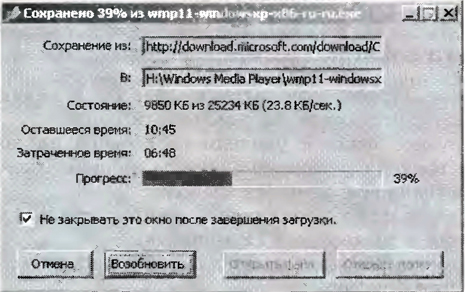 Сохранено 39% из wmp11-windowsxp-x86-ru-ru.exe
Сохранение из: http://download.microsoft.com/download/C
В: H:\Windows Media Player\wmp11-windowsx
Состояние: 9850 КБ из 25234 КБ (23.8 КБ/сек.)
Оставшееся время: 10:45
Затраченное время: 06:48
Прогресс: 39%
Не закрывать это окно после завершения загрузки.
Отмена Возобновить Открыть файл Открыть папку